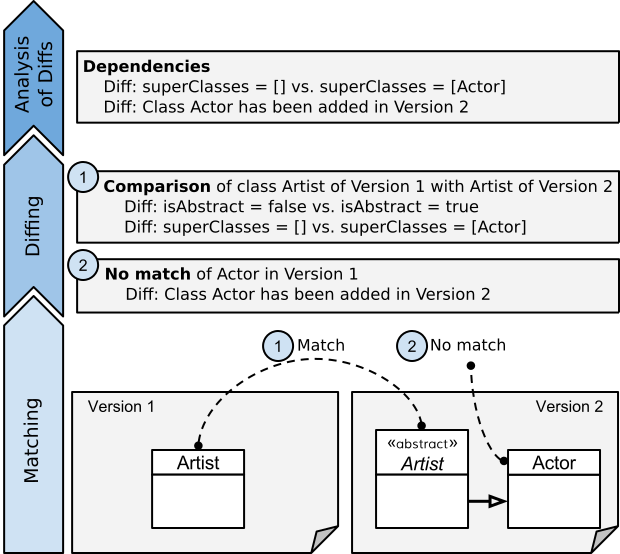 Analysis
of Diffs
Dependencies
Diff: superClasses = [] vs. superClasses = [Actor]
Diff: Class Actor has been added in Version 2
Diffing
1
Comparison of class Artist of Version 1 with Artist of Version 2
Diff: isAbstract = false vs. isAbstract = true
Diff: superClasses = [] vs. superClasses = [Actor]
2
No match of Actor in Version 1
Diff: Class Actor has been added in Version 2
Matching
1 Match
2 No match
Version 1
Artist
Version 2
«abstract»
Artist
Actor